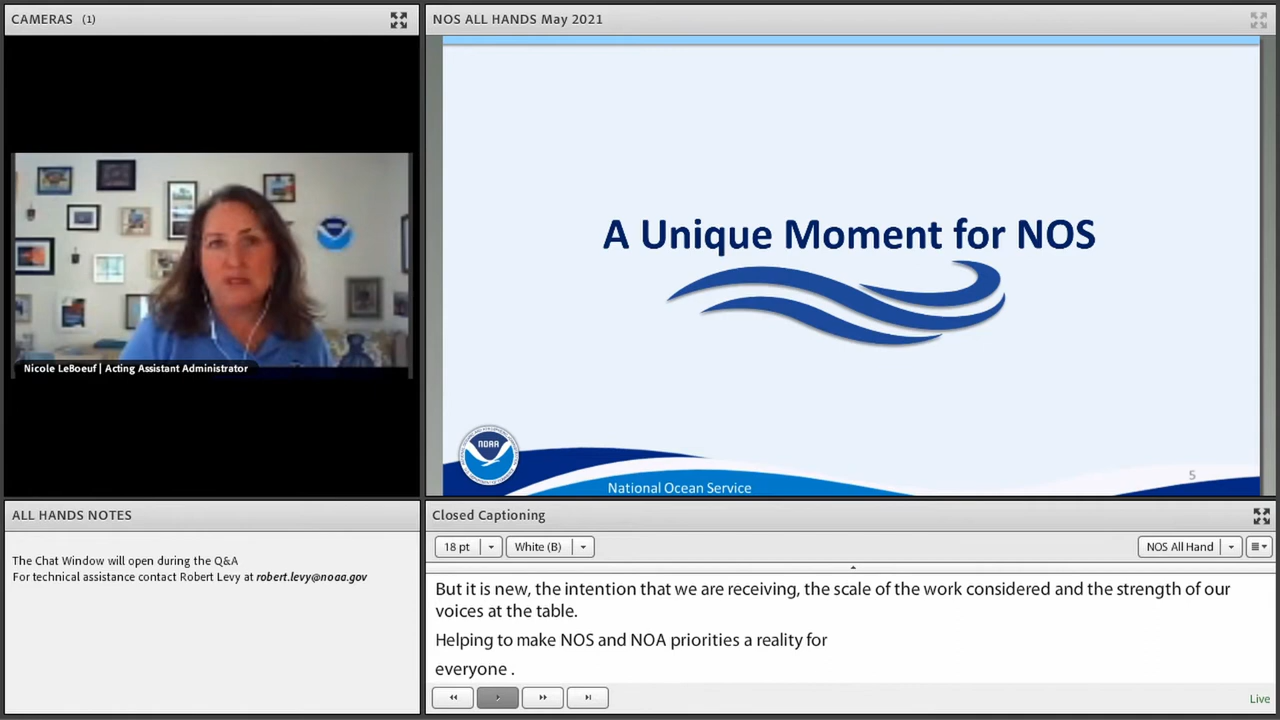 CAMERAS (1)
Nicole LeBoeuf | Acting Assistant Administrator
NOS ALL HANDS May 2021
A Unique Moment for NOS
NOAA
National Ocean Service
5
ALL HANDS NOTES
The Chat Window will open during the Q&A
For technical assistance contact Robert Levy at robert.levy@noaa.gov
Closed Captioning
18 pt
White (B)
NOS All Hand
But it is new, the intention that we are receiving, the scale of the work considered and the strength of our
voices at the table.
Helping to make NOS and NOA priorities a reality for
everyone .
Live